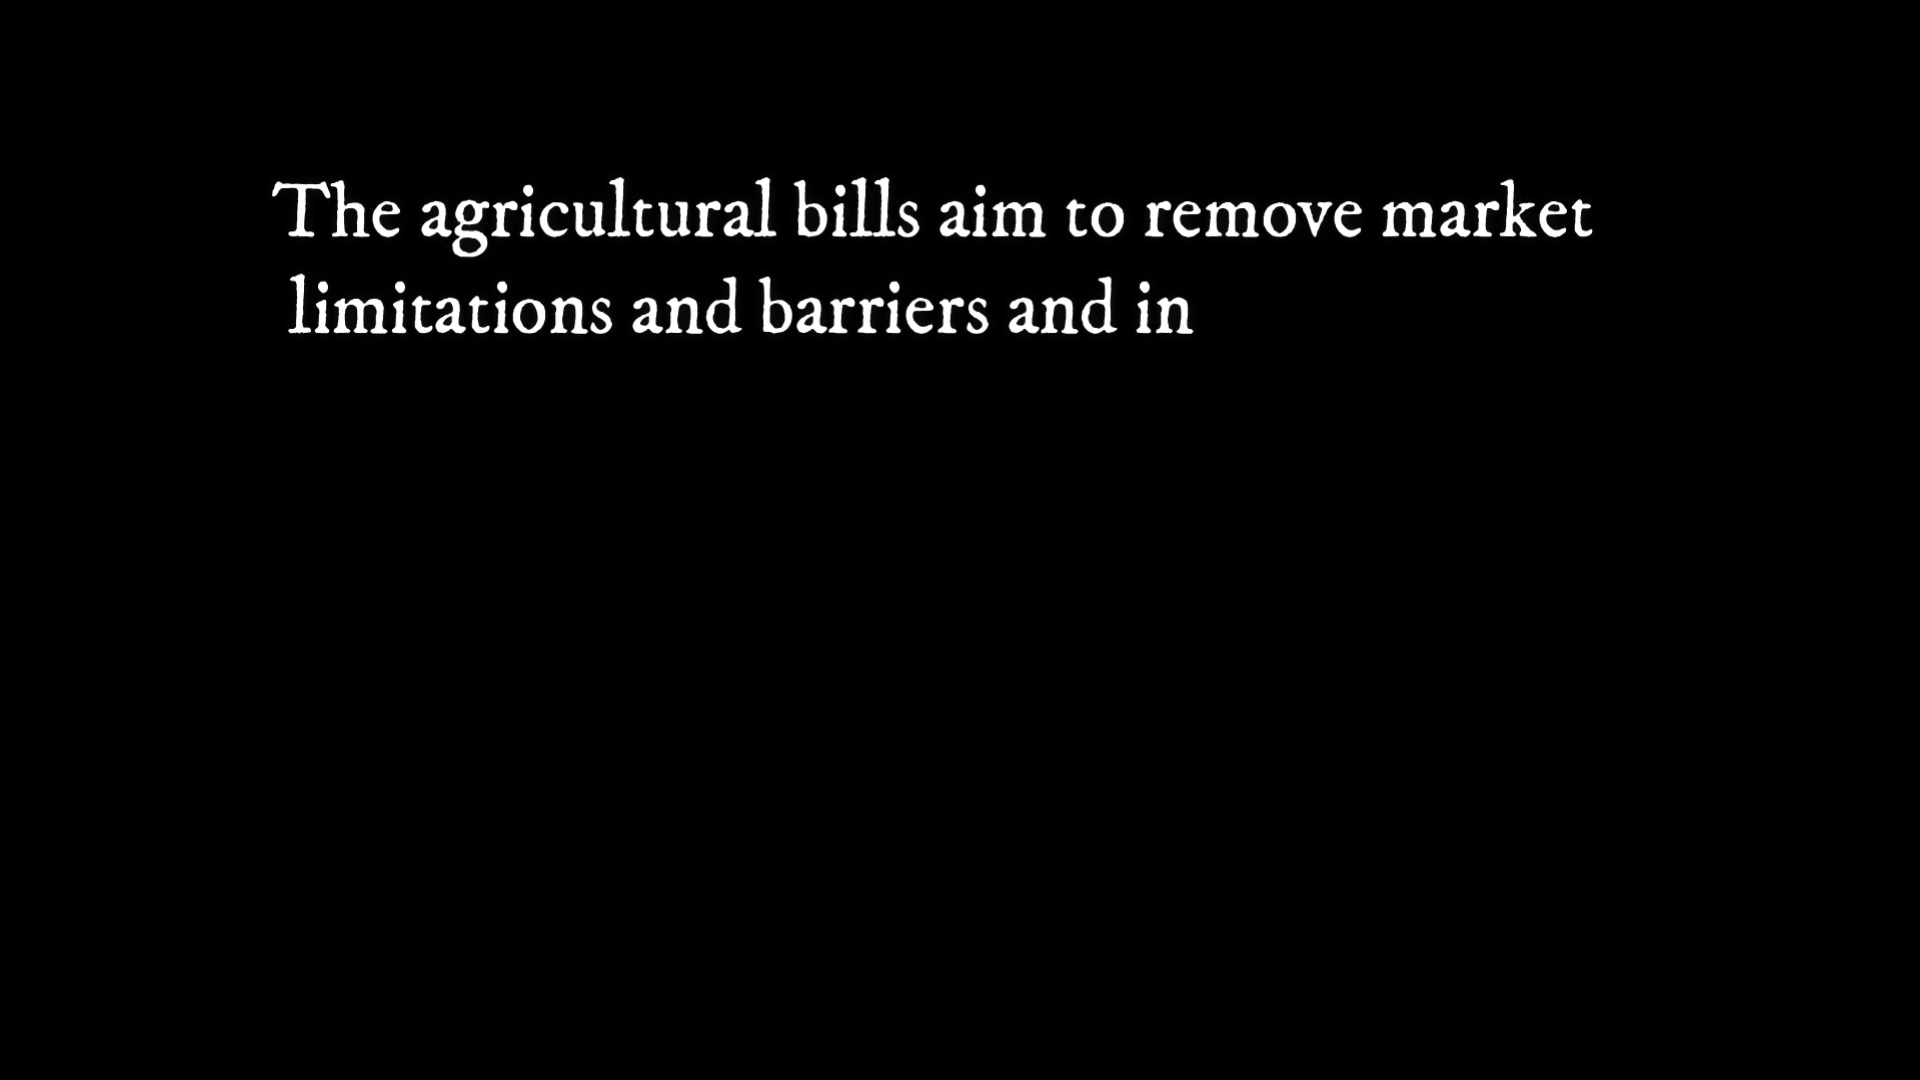 The agricultural bills aim to remove market
limitations and barriers and in